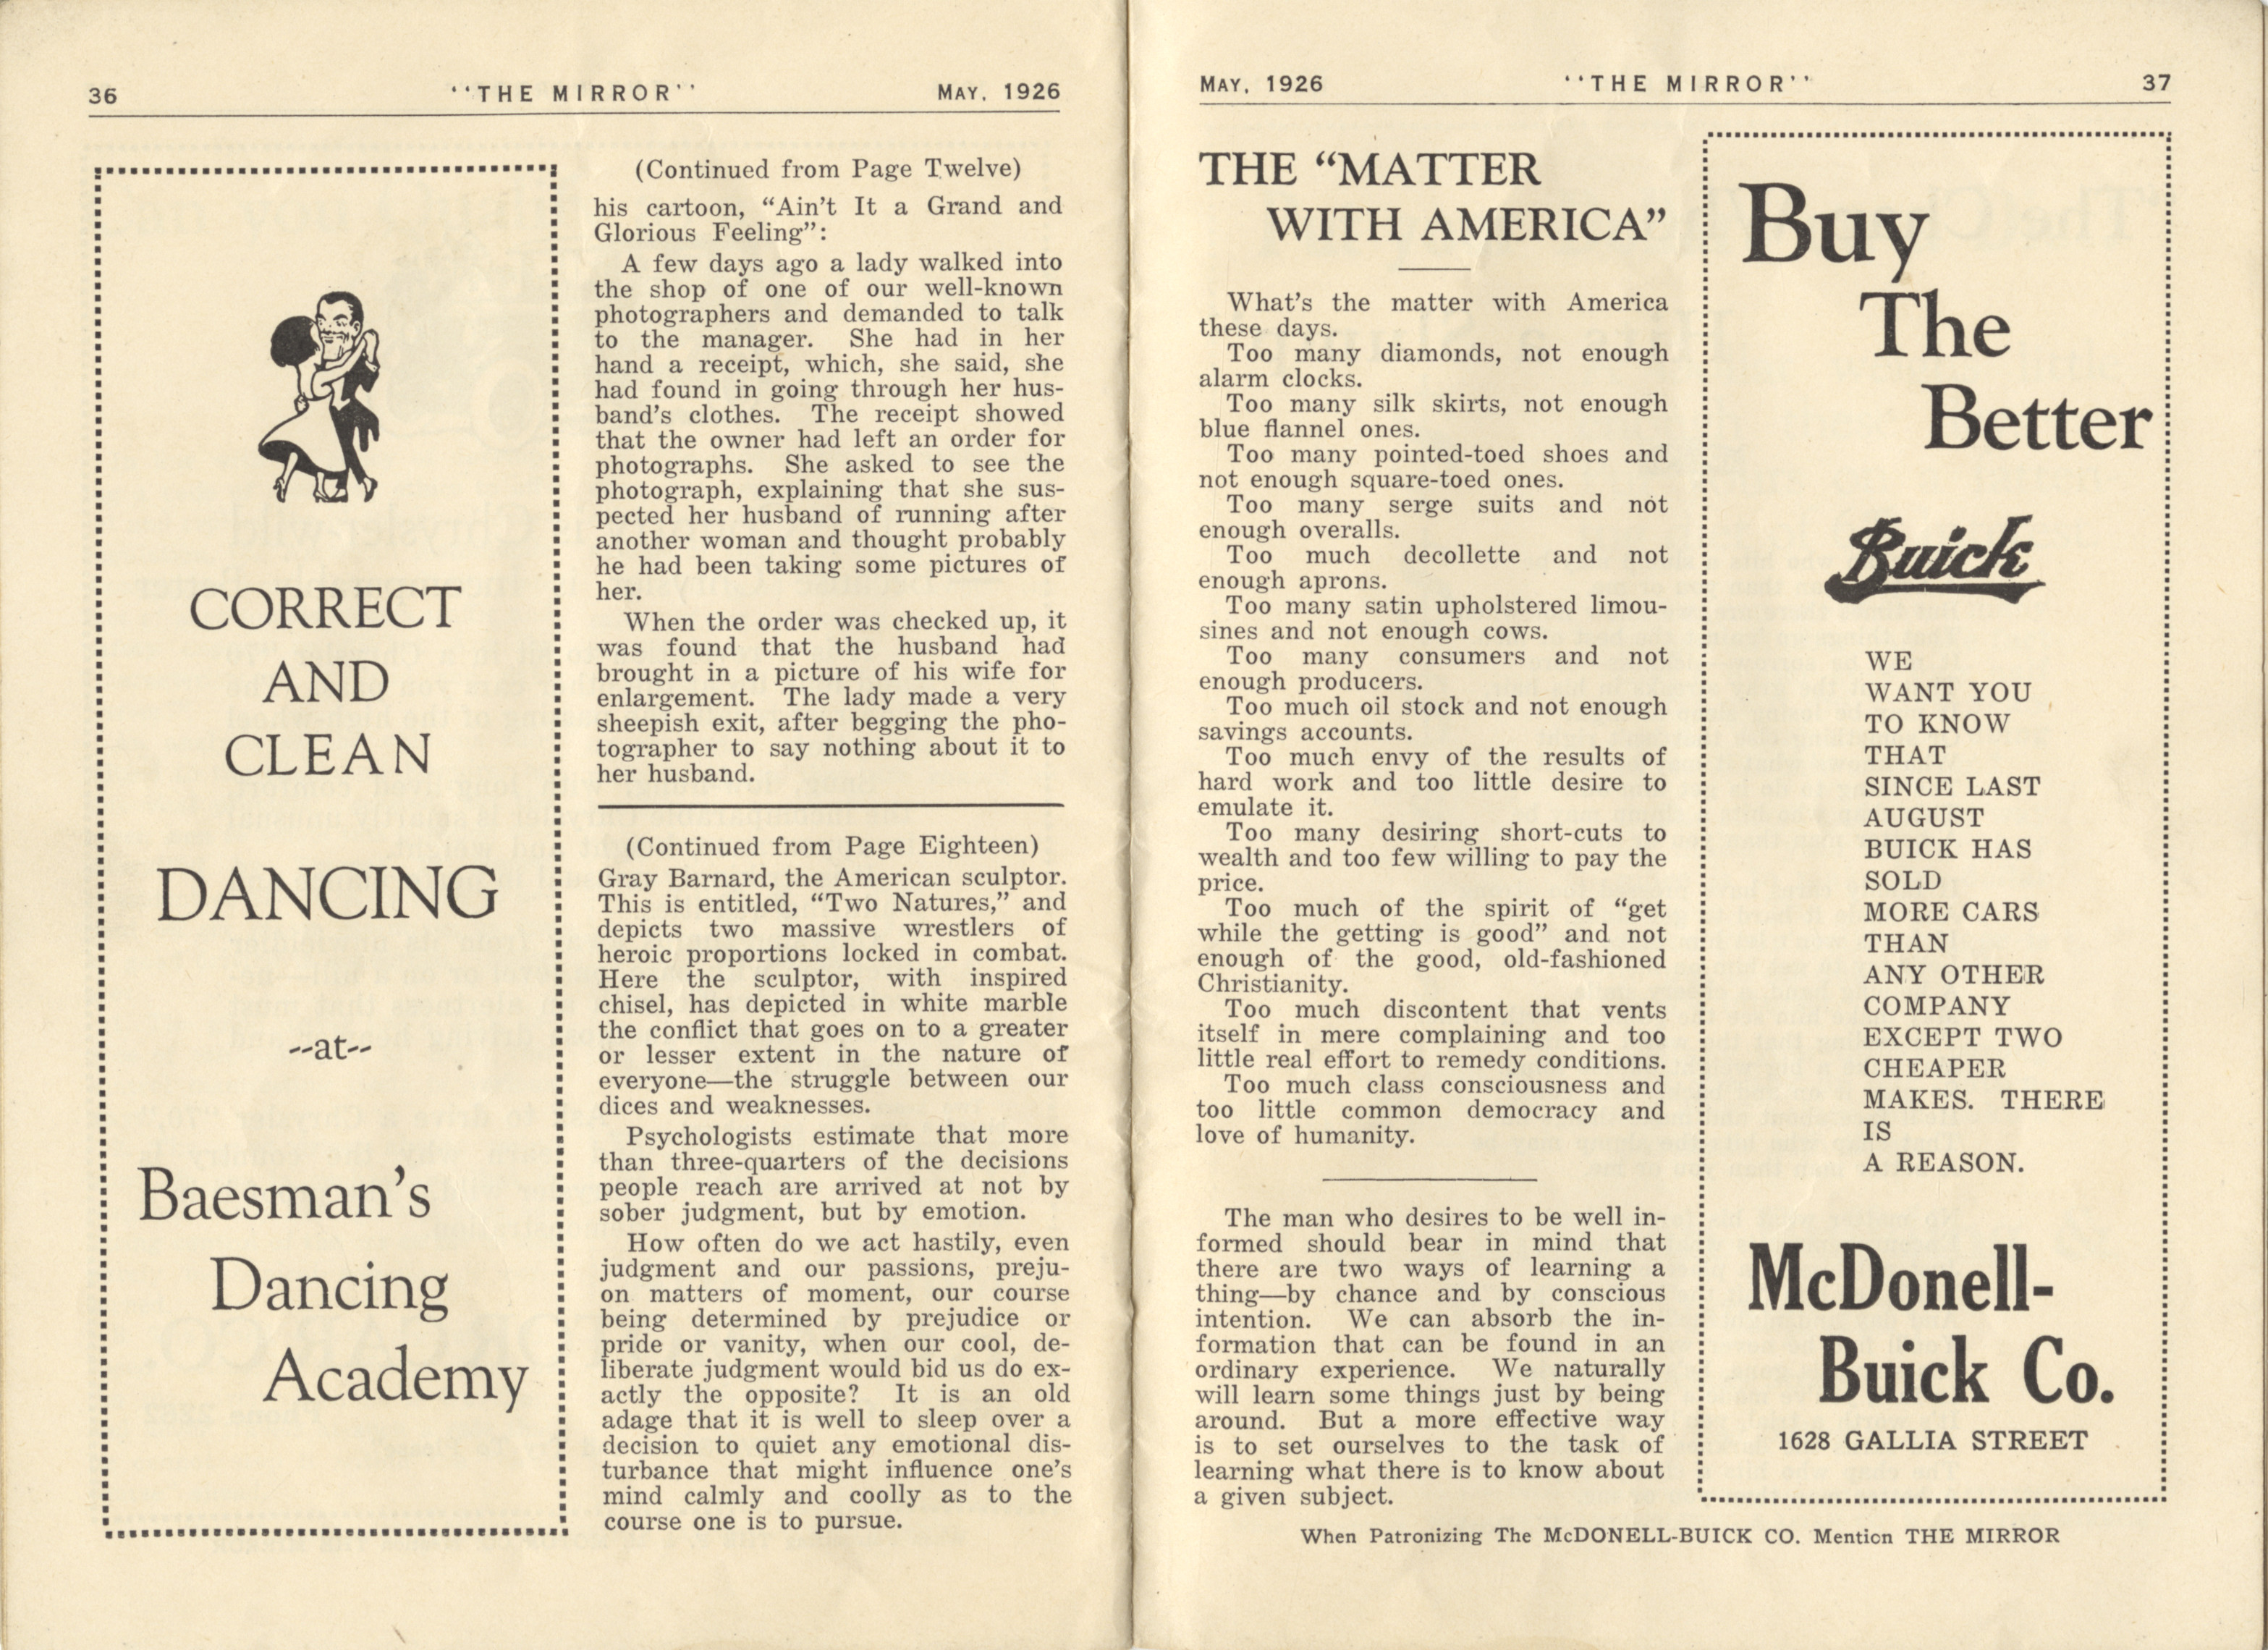 36
"THE MIRROR"
MAY, 1926
CORRECT
AND
CLEAN
DANCING
--at--
Baesman's
Dancing
Academy
(Continued from Page Twelve)
his cartoon, "Ain't It a Grand and
Glorious Feeling":
A few days ago a lady walked into
the shop of one of our well-known
photographers and demanded to talk
to the manager. She had in her
hand a receipt, which, she said, she
had found in going through her hus-
band's clothes. The receipt showed
that the owner had left an order for
photographs. She asked to see the
photograph, explaining that she sus-
pected her husband of running after
another woman and thought probably
he had been taking some pictures of
her.
When the order was checked up, it
was found that the husband had
brought in a picture of his wife for
enlargement. The lady made a very
sheepish exit, after begging the pho-
tographer to say nothing about it to
her husband.
(Continued from Page Eighteen)
Gray Barnard, the American sculptor.
This is entitled, "Two Natures," and
depicts two massive wrestlers of
heroic proportions locked in combat.
Here the sculptor, with inspired
chisel, has depicted in white marble
the conflict that goes on to a greater
or lesser extent in the nature of
everyone—the struggle between our
dices and weaknesses.
Psychologists estimate that more
than three-quarters of the decisions
people reach are arrived at not by
sober judgment, but by emotion.
How often do we act hastily, even
judgment and our passions, preju-
on matters of moment, our course
being determined by prejudice or
pride or vanity, when our cool, de-
liberate judgment would bid us do ex-
actly the opposite? It is an old
adage that it is well to sleep over a
decision to quiet any emotional dis-
turbance that might influence one's
mind calmly and coolly as to the
course one is to pursue.
MAY, 1926
"THE MIRROR"
37
THE "MATTER
WITH AMERICA"
What's the matter with America
these days.
Too many diamonds, not enough
alarm clocks.
Too many silk skirts, not enough
blue flannel ones.
Too many pointed-toed shoes and
not enough square-toed ones.
Too many serge suits and not
enough overalls.
Too much decollette and not
enough aprons.
Too many satin upholstered limou-
sines and not enough cows.
Too many consumers and not
enough producers.
Too much oil stock and not enough
savings accounts.
Too much envy of the results of
hard work and too little desire to
emulate it.
Too many desiring short-cuts to
wealth and too few willing to pay the
price.
Too much of the spirit of "get
while the getting is good" and not
enough of the good, old-fashioned
Christianity.
Too much discontent that vents
itself in mere complaining and too
little real effort to remedy conditions.
Too much class consciousness and
too little common democracy and
love of humanity.
The man who desires to be well in-
formed should bear in mind that
there are two ways of learning a
thing—by chance and by conscious
intention. We can absorb the in-
formation that can be found in an
ordinary experience. We naturally
will learn some things just by being
around. But a more effective way
is to set ourselves to the task of
learning what there is to know about
a given subject.
Buy
The
Better
Buick
WE
WANT YOU
TO KNOW
THAT
SINCE LAST
AUGUST
BUICK HAS
SOLD
MORE CARS
THAN
ANY OTHER
COMPANY
EXCEPT TWO
CHEAPER
MAKES. THERE
IS
A REASON.
McDonell-
Buick Co.
1628 GALLIA STREET
When Patronizing The McDONELL-BUICK CO. Mention THE MIRROR